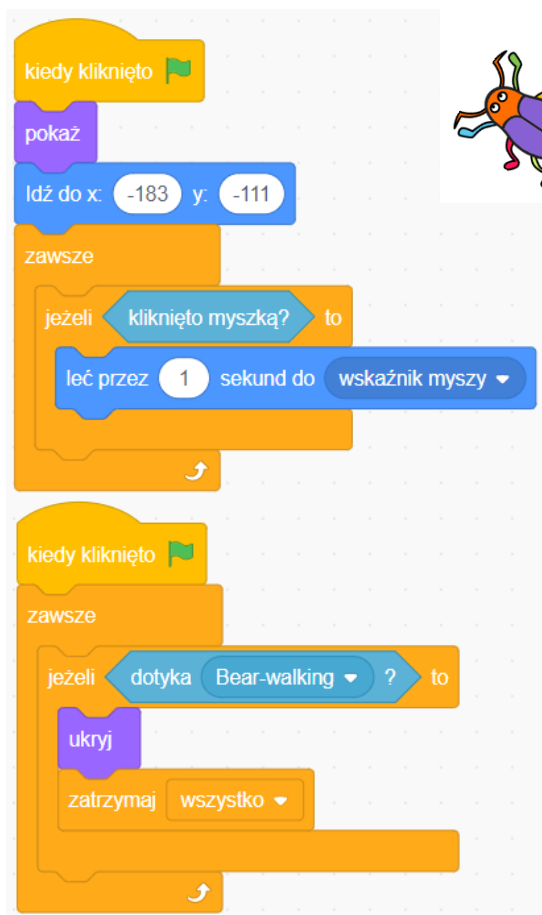 kiedy kliknięto
pokaż
Idź do x: -183 y: -111
zawsze
jeżeli kliknięto myszką? to
leć przez 1 sekund do wskaźnik myszy
kiedy kliknięto
zawsze
jeżeli dotyka Bear-walking ? to
ukryj
zatrzymaj wszystko